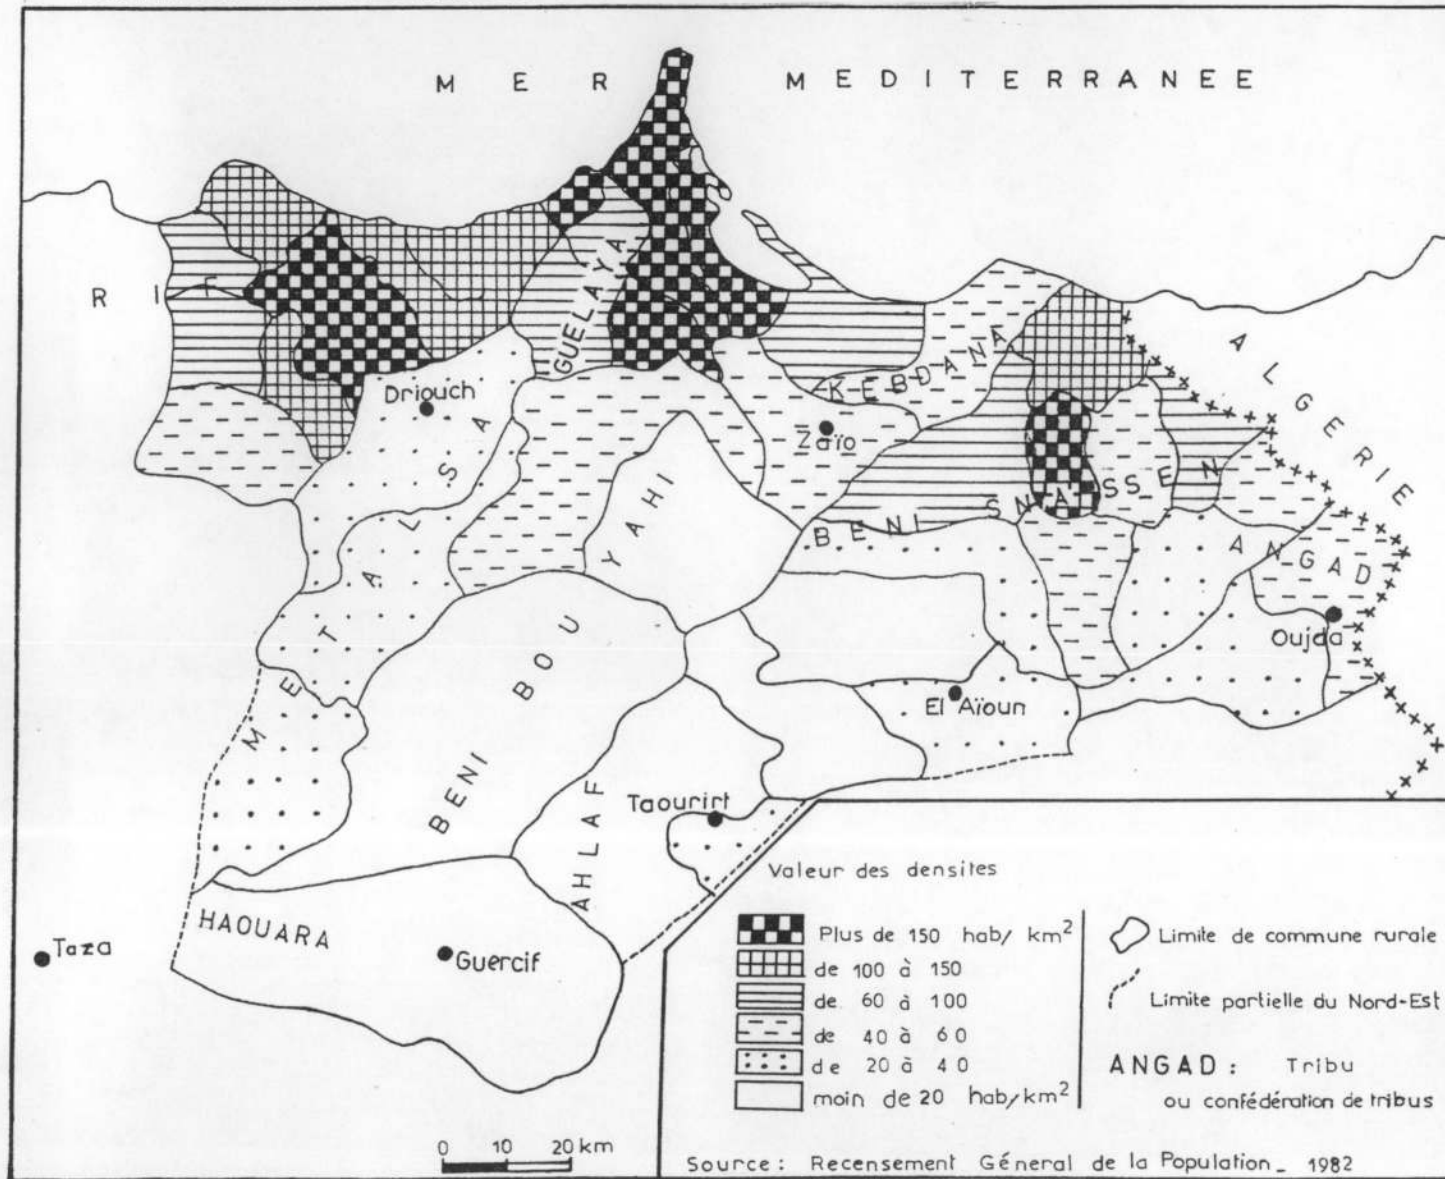 MER MEDITERRANEE
RIF
GUELAYA
ALGERIE
Driouch
KEBDANA
Zaïo
METALSA
BENI SNASSEN
BENI BOU YAHI
ANGAD
Oujda
El Aïoun
Taourirt
AHLAF
HAOUARA
Taza
Guercif
Valeur des densites
Plus de 150 hab/km²
de 100 à 150
de 60 à 100
de 40 à 60
de 20 à 40
moin de 20 hab/km²
Limite de commune rurale
Limite partielle du Nord-Est
ANGAD : Tribu
ou confédération de tribus
0 10 20 km
Source : Recensement Géneral de la Population_ 1982